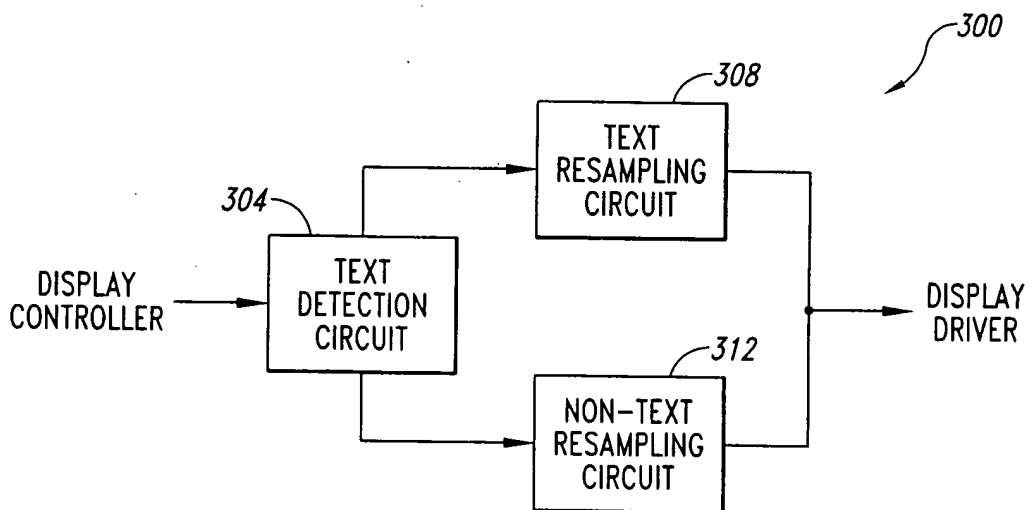 300
308
TEXT
RESAMPLING
CIRCUIT
304
TEXT
DETECTION
CIRCUIT
DISPLAY
CONTROLLER
DISPLAY
DRIVER
312
NON-TEXT
RESAMPLING
CIRCUIT